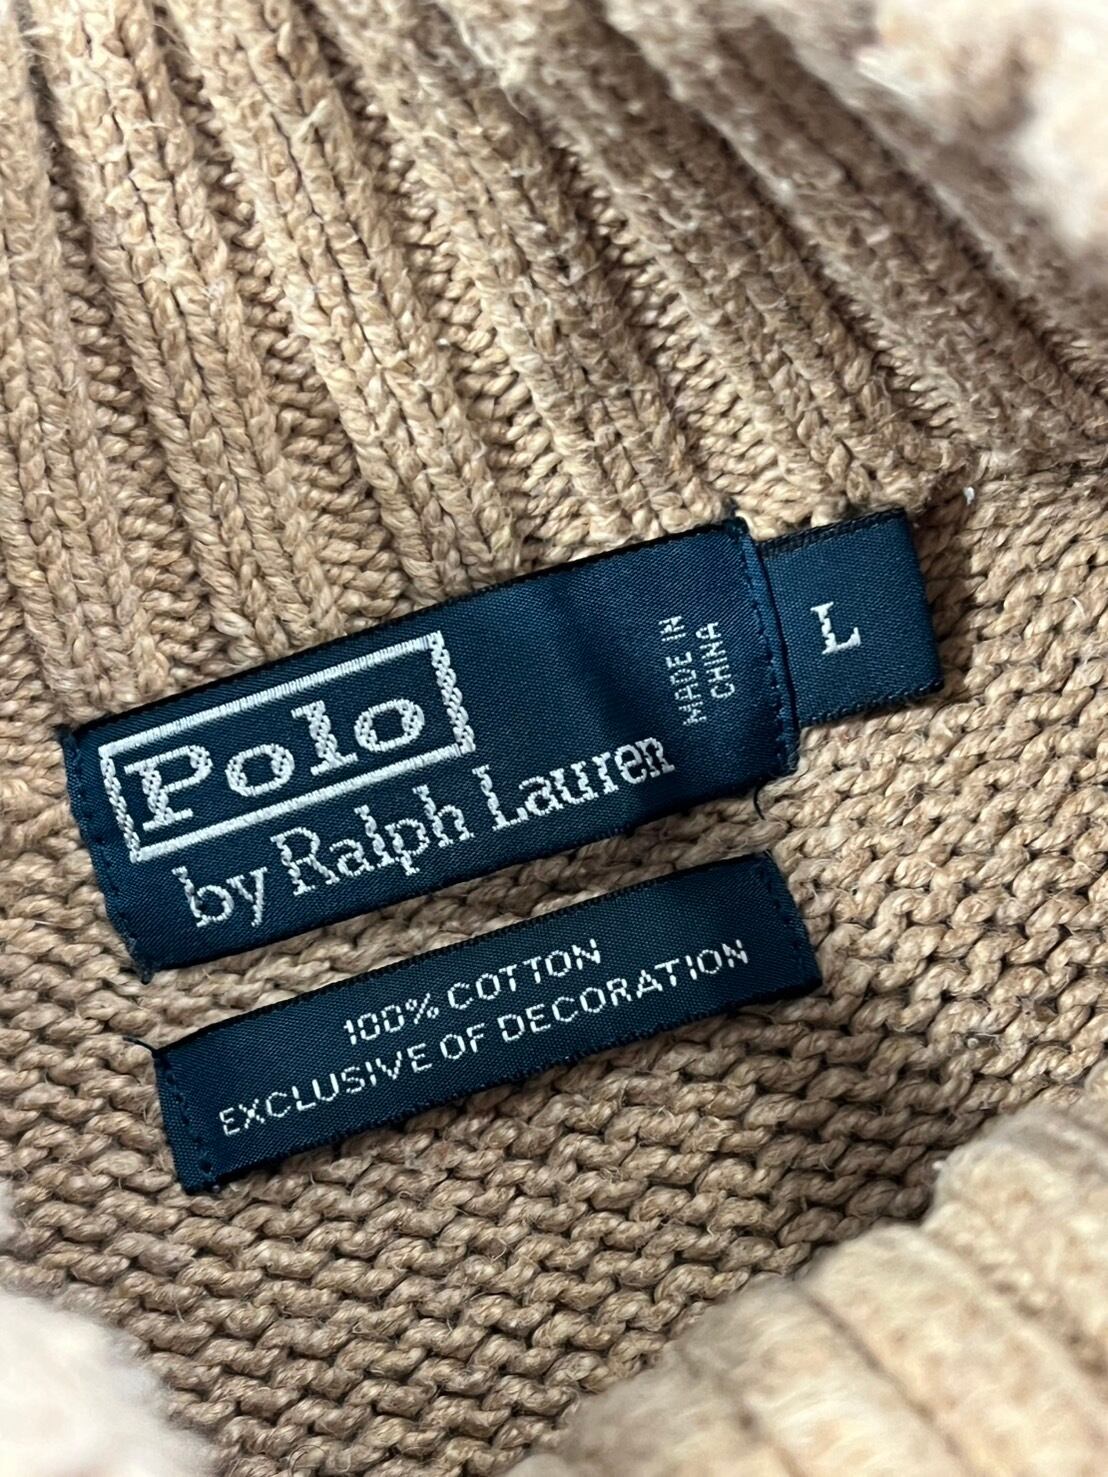 Polo
by Ralph Lauren
MADE IN
CHINA
L
100% COTTON
EXCLUSIVE OF DECORATION